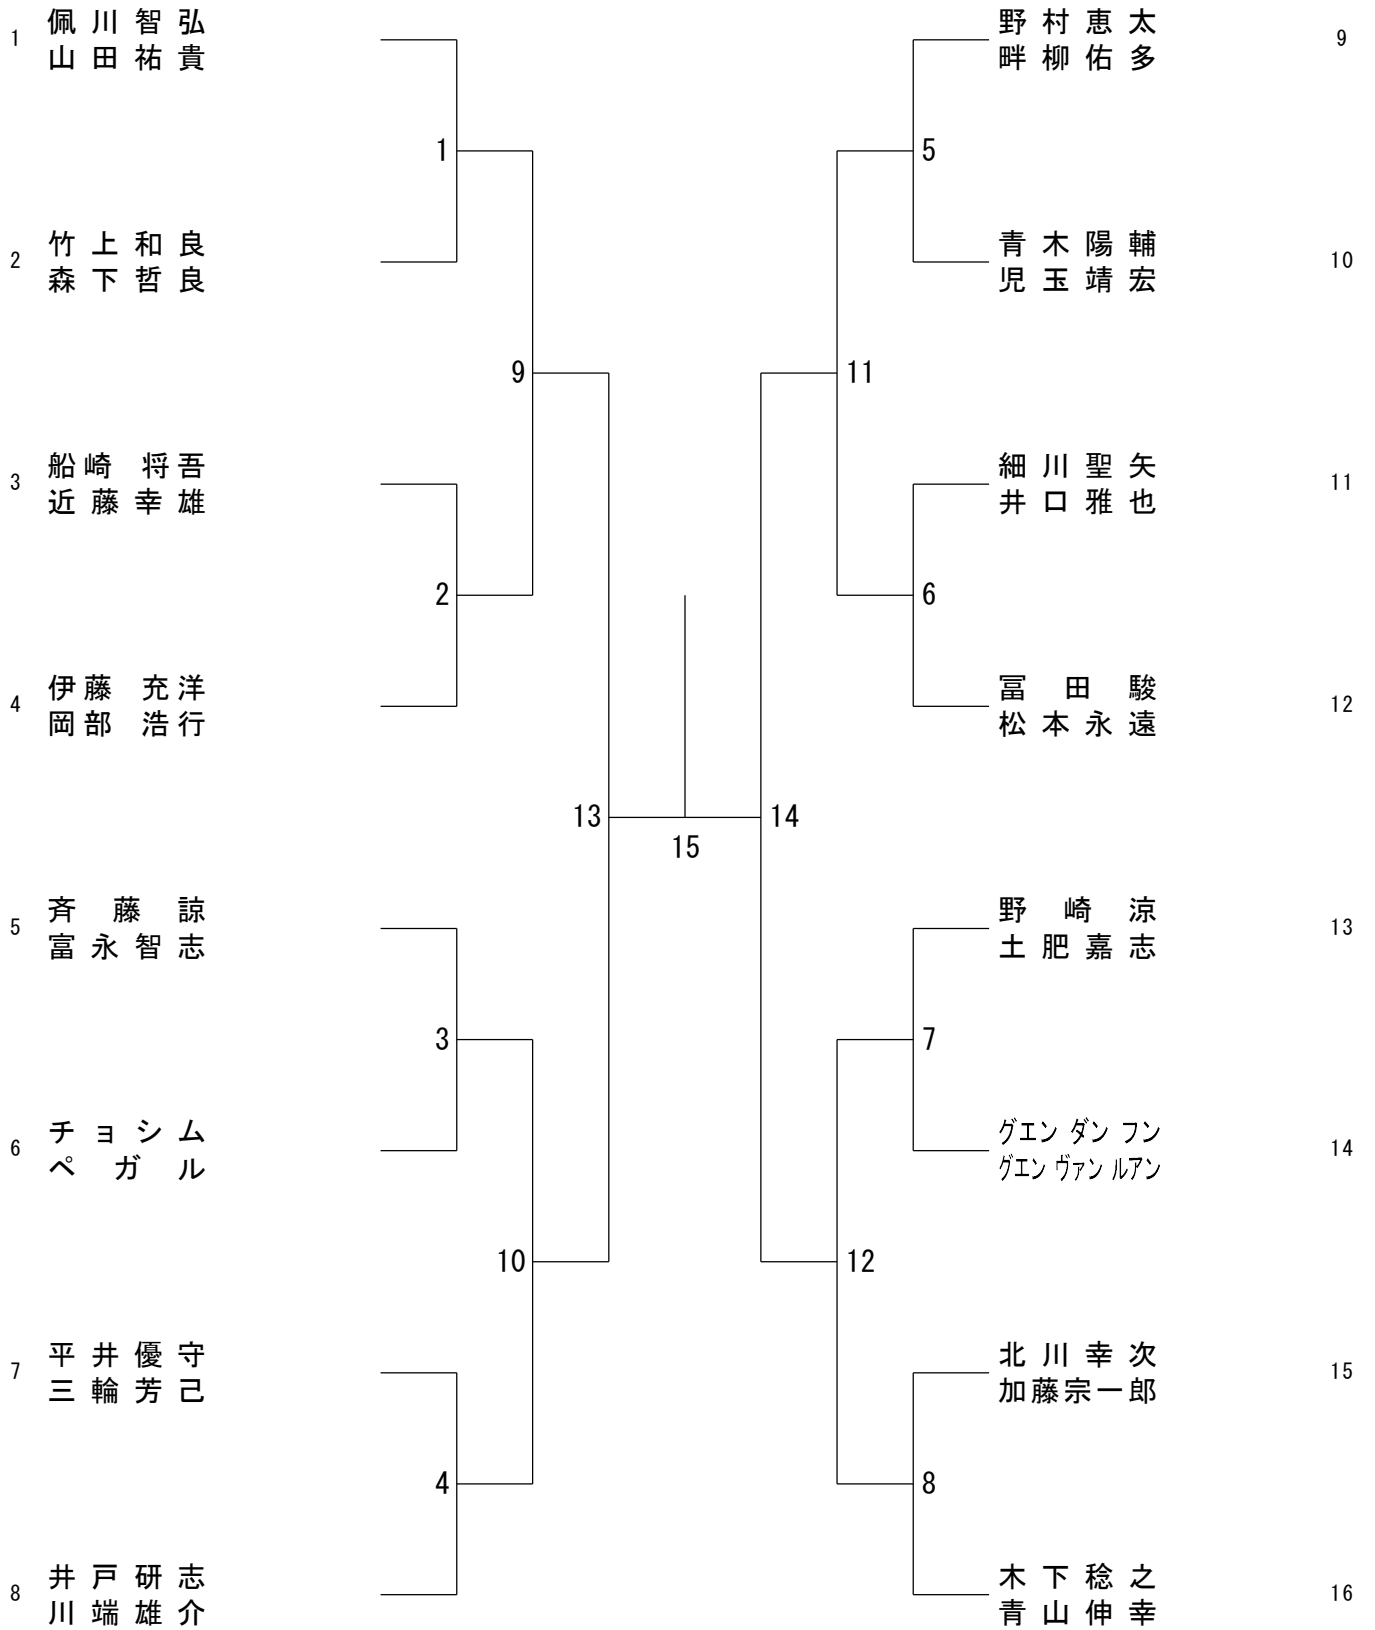 1
佩川智弘
山田祐貴
2
竹上和良
森下哲良
3
船崎 将吾
近藤幸雄
4
伊藤 充洋
岡部 浩行
5
斉藤諒
富永智志
6
チョシム
ペガル
7
平井優守
三輪芳己
8
井戸研志
川端雄介
1
2
3
4
9
10
13
15
14
11
12
5
6
7
8
野村恵太
畔柳佑多
9
青木陽輔
児玉靖宏
10
細川聖矢
井口雅也
11
冨田駿
松本永遠
12
野崎涼
土肥嘉志
13
グエン ダン フン
グエン ヴァン ルアン
14
北川幸次
加藤宗一郎
15
木下稔之
青山伸幸
16